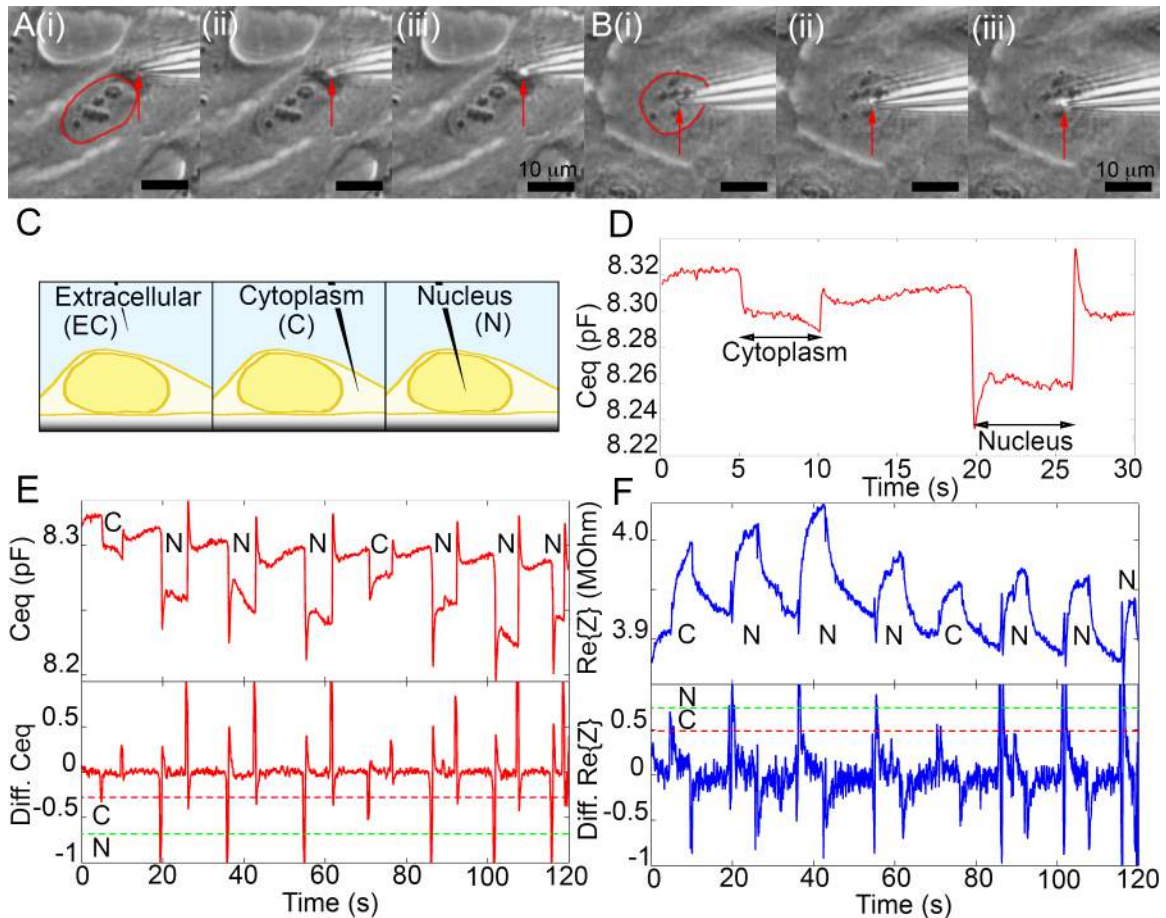 A(i)
(ii)
(iii)
B(i)
(ii)
(iii)
10 µm
10 µm
C
Extracellular
(EC)
Cytoplasm
(C)
Nucleus
(N)
D
8.32
8.30
8.28
8.26
8.24
8.22
Ceq (pF)
Cytoplasm
Nucleus
0 5 10 15 20 25 30
Time (s)
E
8.3
8.2
Ceq (pF)
C N N N C N N N
0.5
0
-0.5
-1
Diff. Ceq
C
N
0 20 40 60 80 100 120
Time (s)
F
4.0
3.9
Re{Z} (MOhm)
C N N N C N N N
N
C
0.5
0
-0.5
-1
Diff. Re{Z}
0 20 40 60 80 100 120
Time (s)